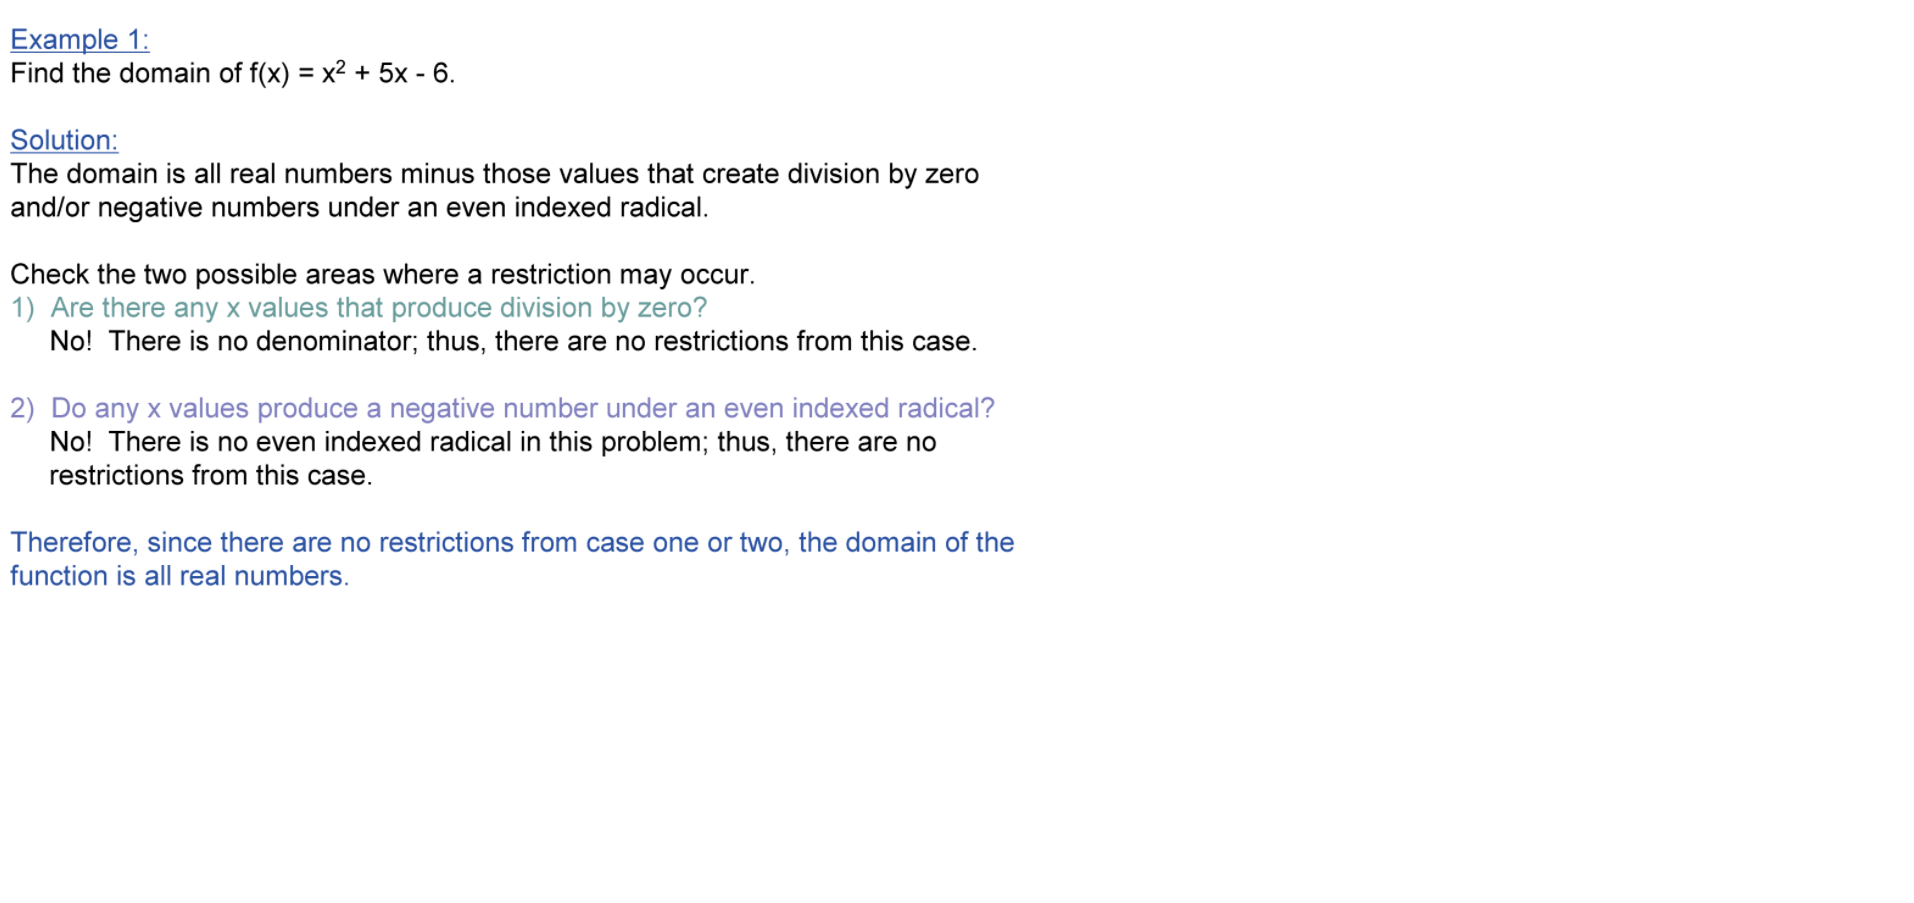 Example 1:
Find the domain of f(x) = x² + 5x - 6.
Solution:
The domain is all real numbers minus those values that create division by zero
and/or negative numbers under an even indexed radical.
Check the two possible areas where a restriction may occur.
1) Are there any x values that produce division by zero?
No! There is no denominator; thus, there are no restrictions from this case.
2) Do any x values produce a negative number under an even indexed radical?
No! There is no even indexed radical in this problem; thus, there are no
restrictions from this case.
Therefore, since there are no restrictions from case one or two, the domain of the
function is all real numbers.